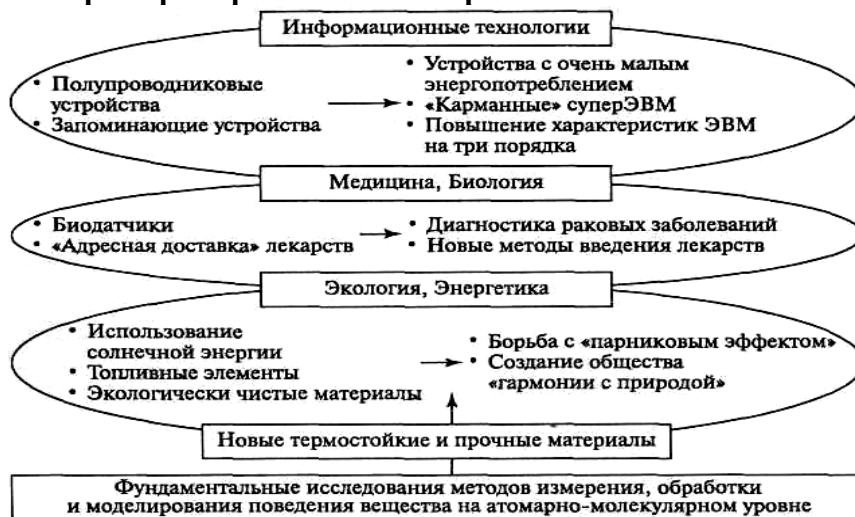 Информационные технологии
• Полупроводниковые
устройства
• Запоминающие устройства
• Устройства с очень малым
энергопотреблением
• «Карманные» суперЭВМ
• Повышение характеристик ЭВМ
на три порядка
Медицина, Биология
• Биодатчики
• «Адресная доставка» лекарств
• Диагностика раковых заболеваний
• Новые методы введения лекарств
Экология, Энергетика
• Использование
солнечной энергии
• Топливные элементы
• Экологически чистые материалы
• Борьба с «парниковым эффектом»
• Создание общества
«гармонии с природой»
Новые термостойкие и прочные материалы
Фундаментальные исследования методов измерения, обработки
и моделирования поведения вещества на атомарно-молекулярном уровне